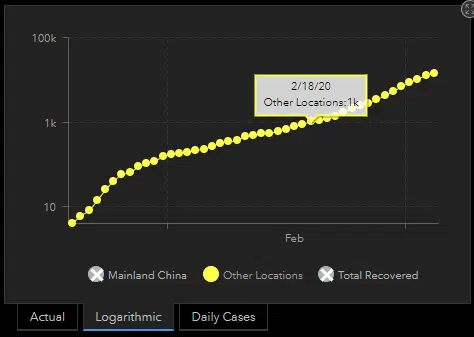 100k
2/18/20
Other Locations:1k
1k
10
Feb
Mainland China Other Locations Total Recovered
Actual Logarithmic Daily Cases